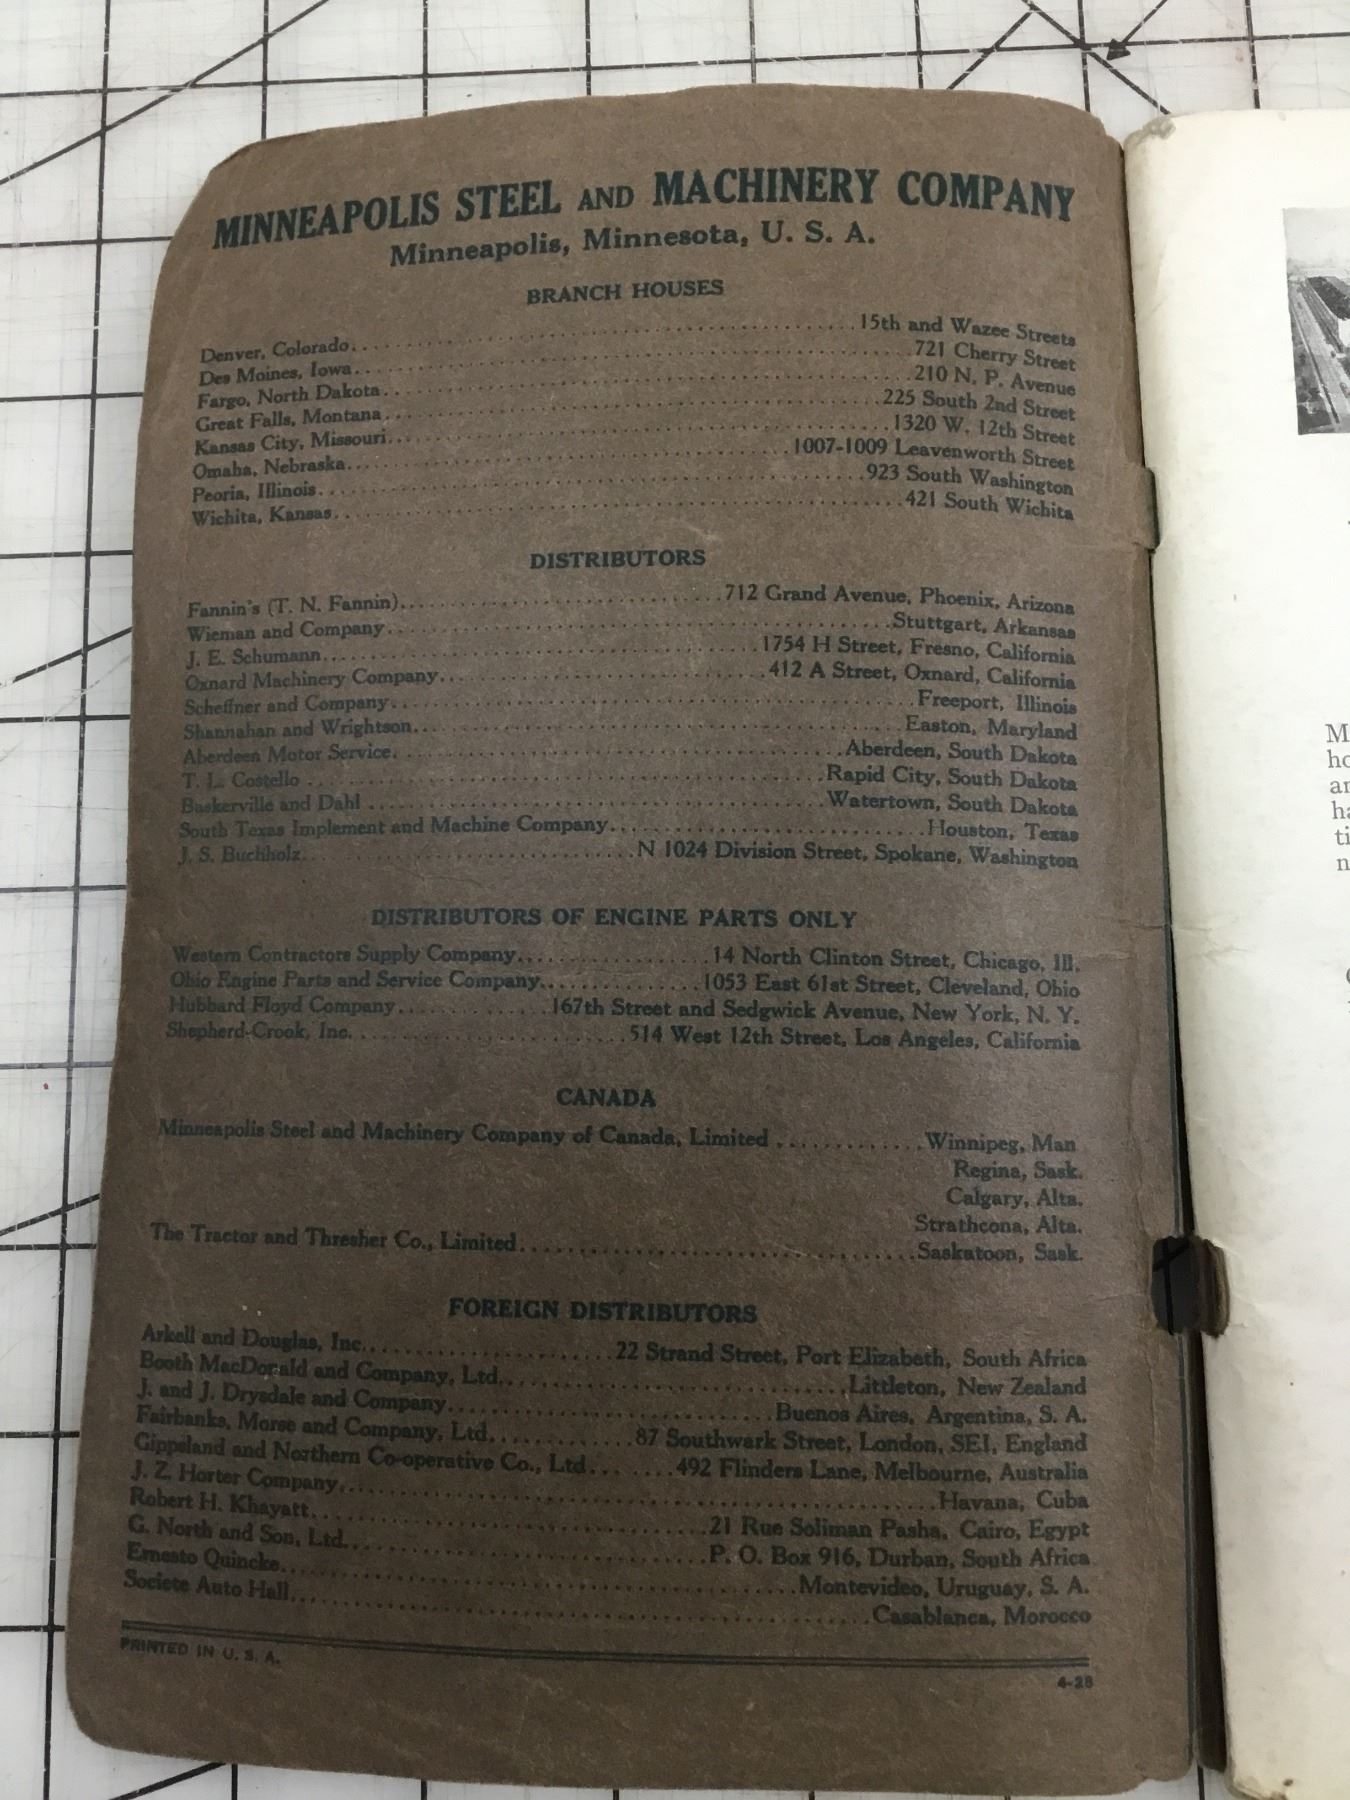 MINNEAPOLIS STEEL AND MACHINERY COMPANY
Minneapolis, Minnesota, U. S. A.
BRANCH HOUSES
Denver, Colorado. . . . . . . . . . 15th and Wazee Streets
Des Moines, Iowa. . . . . . . . . . 721 Cherry Street
Fargo, North Dakota. . . . . . . . . . 210 N. P. Avenue
Great Falls, Montana. . . . . . . . . . 225 South 2nd Street
Kansas City, Missouri. . . . . . . . . . 1320 W. 12th Street
Omaha, Nebraska. . . . . . . . . . 1007-1009 Leavenworth Street
Peoria, Illinois. . . . . . . . . . 923 South Washington
Wichita, Kansas. . . . . . . . . . 421 South Wichita
DISTRIBUTORS
Fannin's (T. N. Fannin). . . . . . . . . . 712 Grand Avenue, Phoenix, Arizona
Wieman and Company. . . . . . . . . . Stuttgart, Arkansas
J. E. Schumann. . . . . . . . . . 1754 H Street, Fresno, California
Oxnard Machinery Company. . . . . . . . . . 412 A Street, Oxnard, California
Scheffner and Company. . . . . . . . . . Freeport, Illinois
Shannahan and Wrightson. . . . . . . . . . Easton, Maryland
Aberdeen Motor Service. . . . . . . . . . Aberdeen, South Dakota
T. L. Costello . . . . . . . . . . Rapid City, South Dakota
Baskerville and Dahl . . . . . . . . . . Watertown, South Dakota
South Texas Implement and Machine Company. . . . . . . . . . Houston, Texas
J. S. Buchholz. . . . . . . . . . N 1024 Division Street, Spokane, Washington
DISTRIBUTORS OF ENGINE PARTS ONLY
Western Contractors Supply Company. . . . . . . . . . 14 North Clinton Street, Chicago, Ill.
Ohio Engine Parts and Service Company. . . . . . . . . . 1053 East 61st Street, Cleveland, Ohio
Hubbard Floyd Company. . . . . . . . . . 167th Street and Sedgwick Avenue, New York, N. Y.
Shepherd-Crook, Inc. . . . . . . . . . . 514 West 12th Street, Los Angeles, California
CANADA
Minneapolis Steel and Machinery Company of Canada, Limited . . . . . . . . . . Winnipeg, Man
Regina, Sask.
Calgary, Alta.
Strathcona, Alta.
The Tractor and Thresher Co., Limited. . . . . . . . . . Saskatoon, Sask.
FOREIGN DISTRIBUTORS
Arkell and Douglas, Inc. . . . . . . . . . . 22 Strand Street, Port Elizabeth, South Africa
Booth MacDonald and Company, Ltd. . . . . . . . . . . Littleton, New Zealand
J. and J. Drysdale and Company. . . . . . . . . . Buenos Aires, Argentina, S. A.
Fairbanks, Morse and Company, Ltd. . . . . . . . . . . 87 Southwark Street, London, SE1, England
Gippsland and Northern Co-operative Co., Ltd. . . . . . . 492 Flinders Lane, Melbourne, Australia
J. Z. Horter Company. . . . . . . . . . Havana, Cuba
Robert H. Khayatt. . . . . . . . . . 21 Rue Soliman Pasha, Cairo, Egypt
G. North and Son, Ltd. . . . . . . . . . . P. O. Box 916, Durban, South Africa
Ernesto Quincke. . . . . . . . . . Montevideo, Uruguay, S. A.
Societe Auto Hall. . . . . . . . . . Casablanca, Morocco
PRINTED IN U. S. A.
4-28